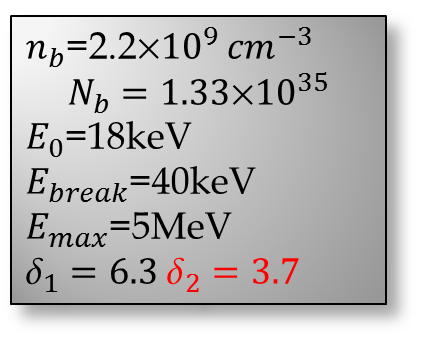 n_b=2.2×10^9 cm^−3
N_b = 1.33×10^35
E_0=18keV
E_break=40keV
E_max=5MeV
δ_1 = 6.3 δ_2 = 3.7